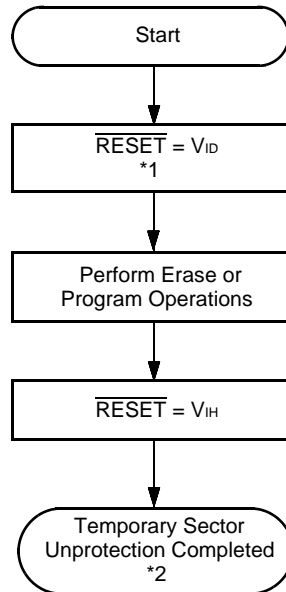 Start
RESET = VID
*1
Perform Erase or
Program Operations
RESET = VIH
Temporary Sector
Unprotection Completed
*2